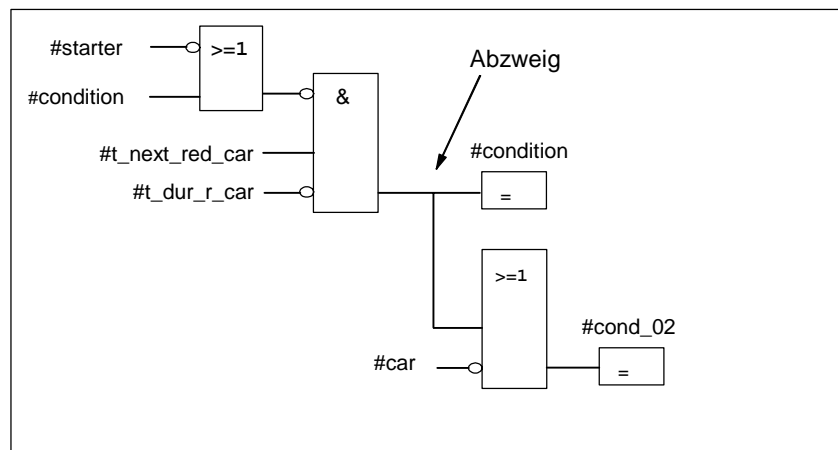 #starter
>=1
#condition
&
Abzweig
#t_next_red_car
#condition
#t_dur_r_car
=
>=1
#cond_02
#car
=